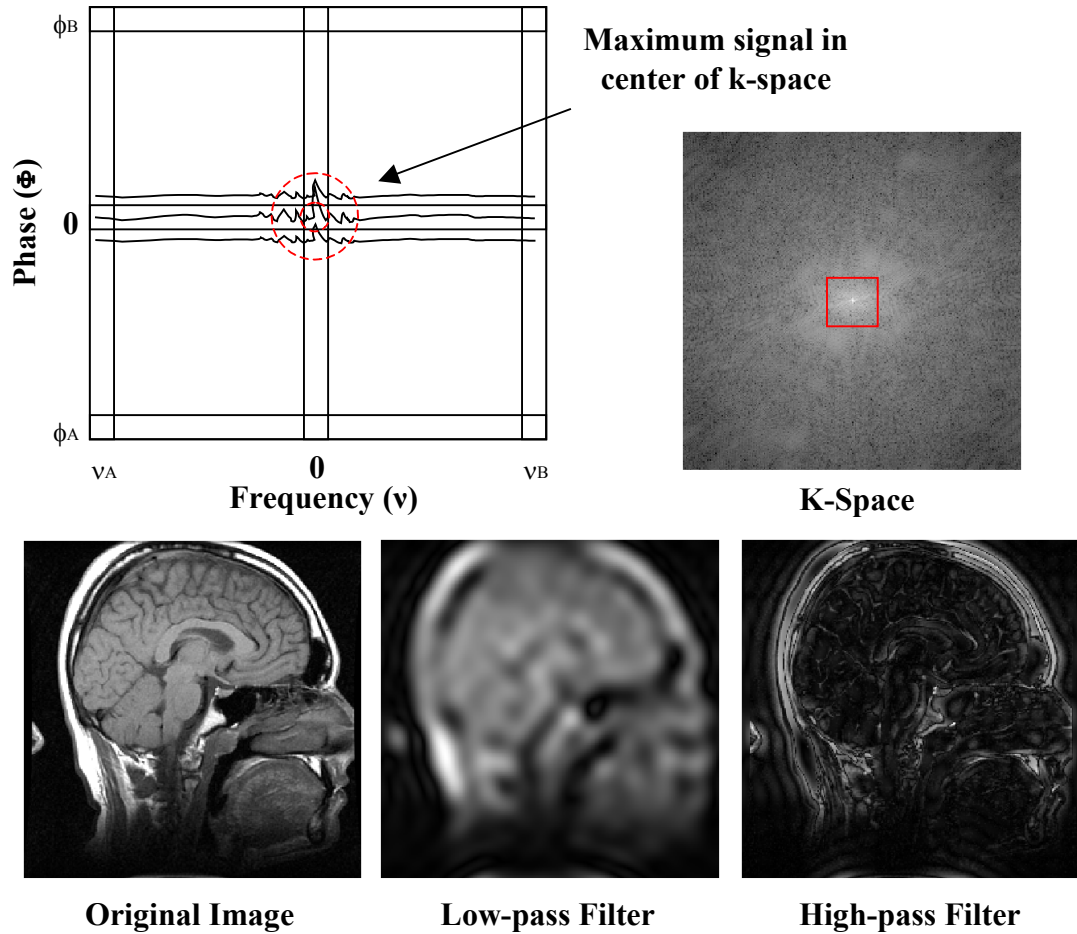 ϕB
Maximum signal in
center of k-space
Phase (Φ)
0
ϕA
νA
0
νB
Frequency (ν)
K-Space
Original Image
Low-pass Filter
High-pass Filter